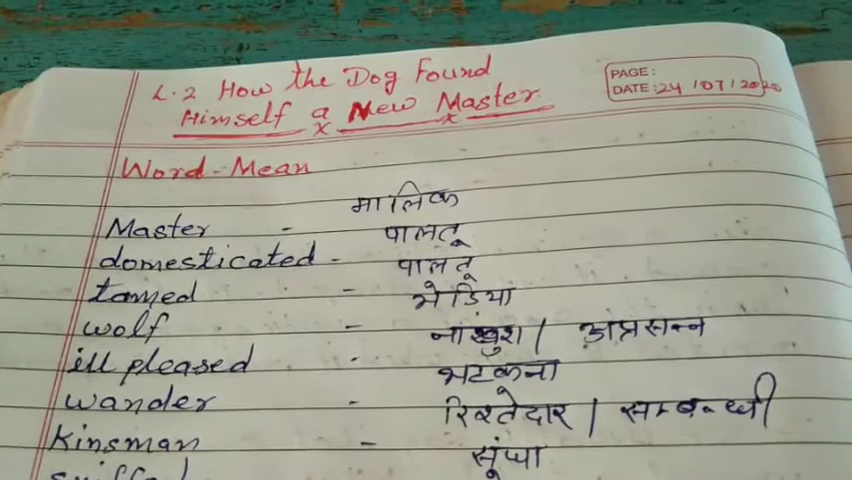 L.2 How the Dog Found
Himself a New Master
PAGE:
DATE: 24/07/2020
Word-Mean
Master - मालिक
domesticated - पालतू
tamed - पालतू
wolf - भेडिया
ill pleased - नाखुश / अप्रसन्न
wander - भटकना
Kinsman - रिश्तेदार / सम्बन्धी
सूंघा